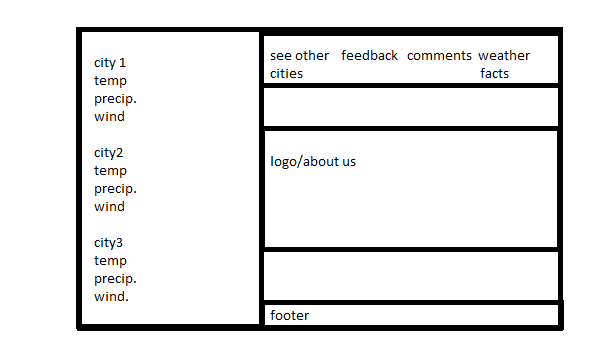 city 1
temp
precip.
wind
city2
temp
precip.
wind
city3
temp
precip.
wind.
see other feedback comments weather
cities facts
logo/about us
footer